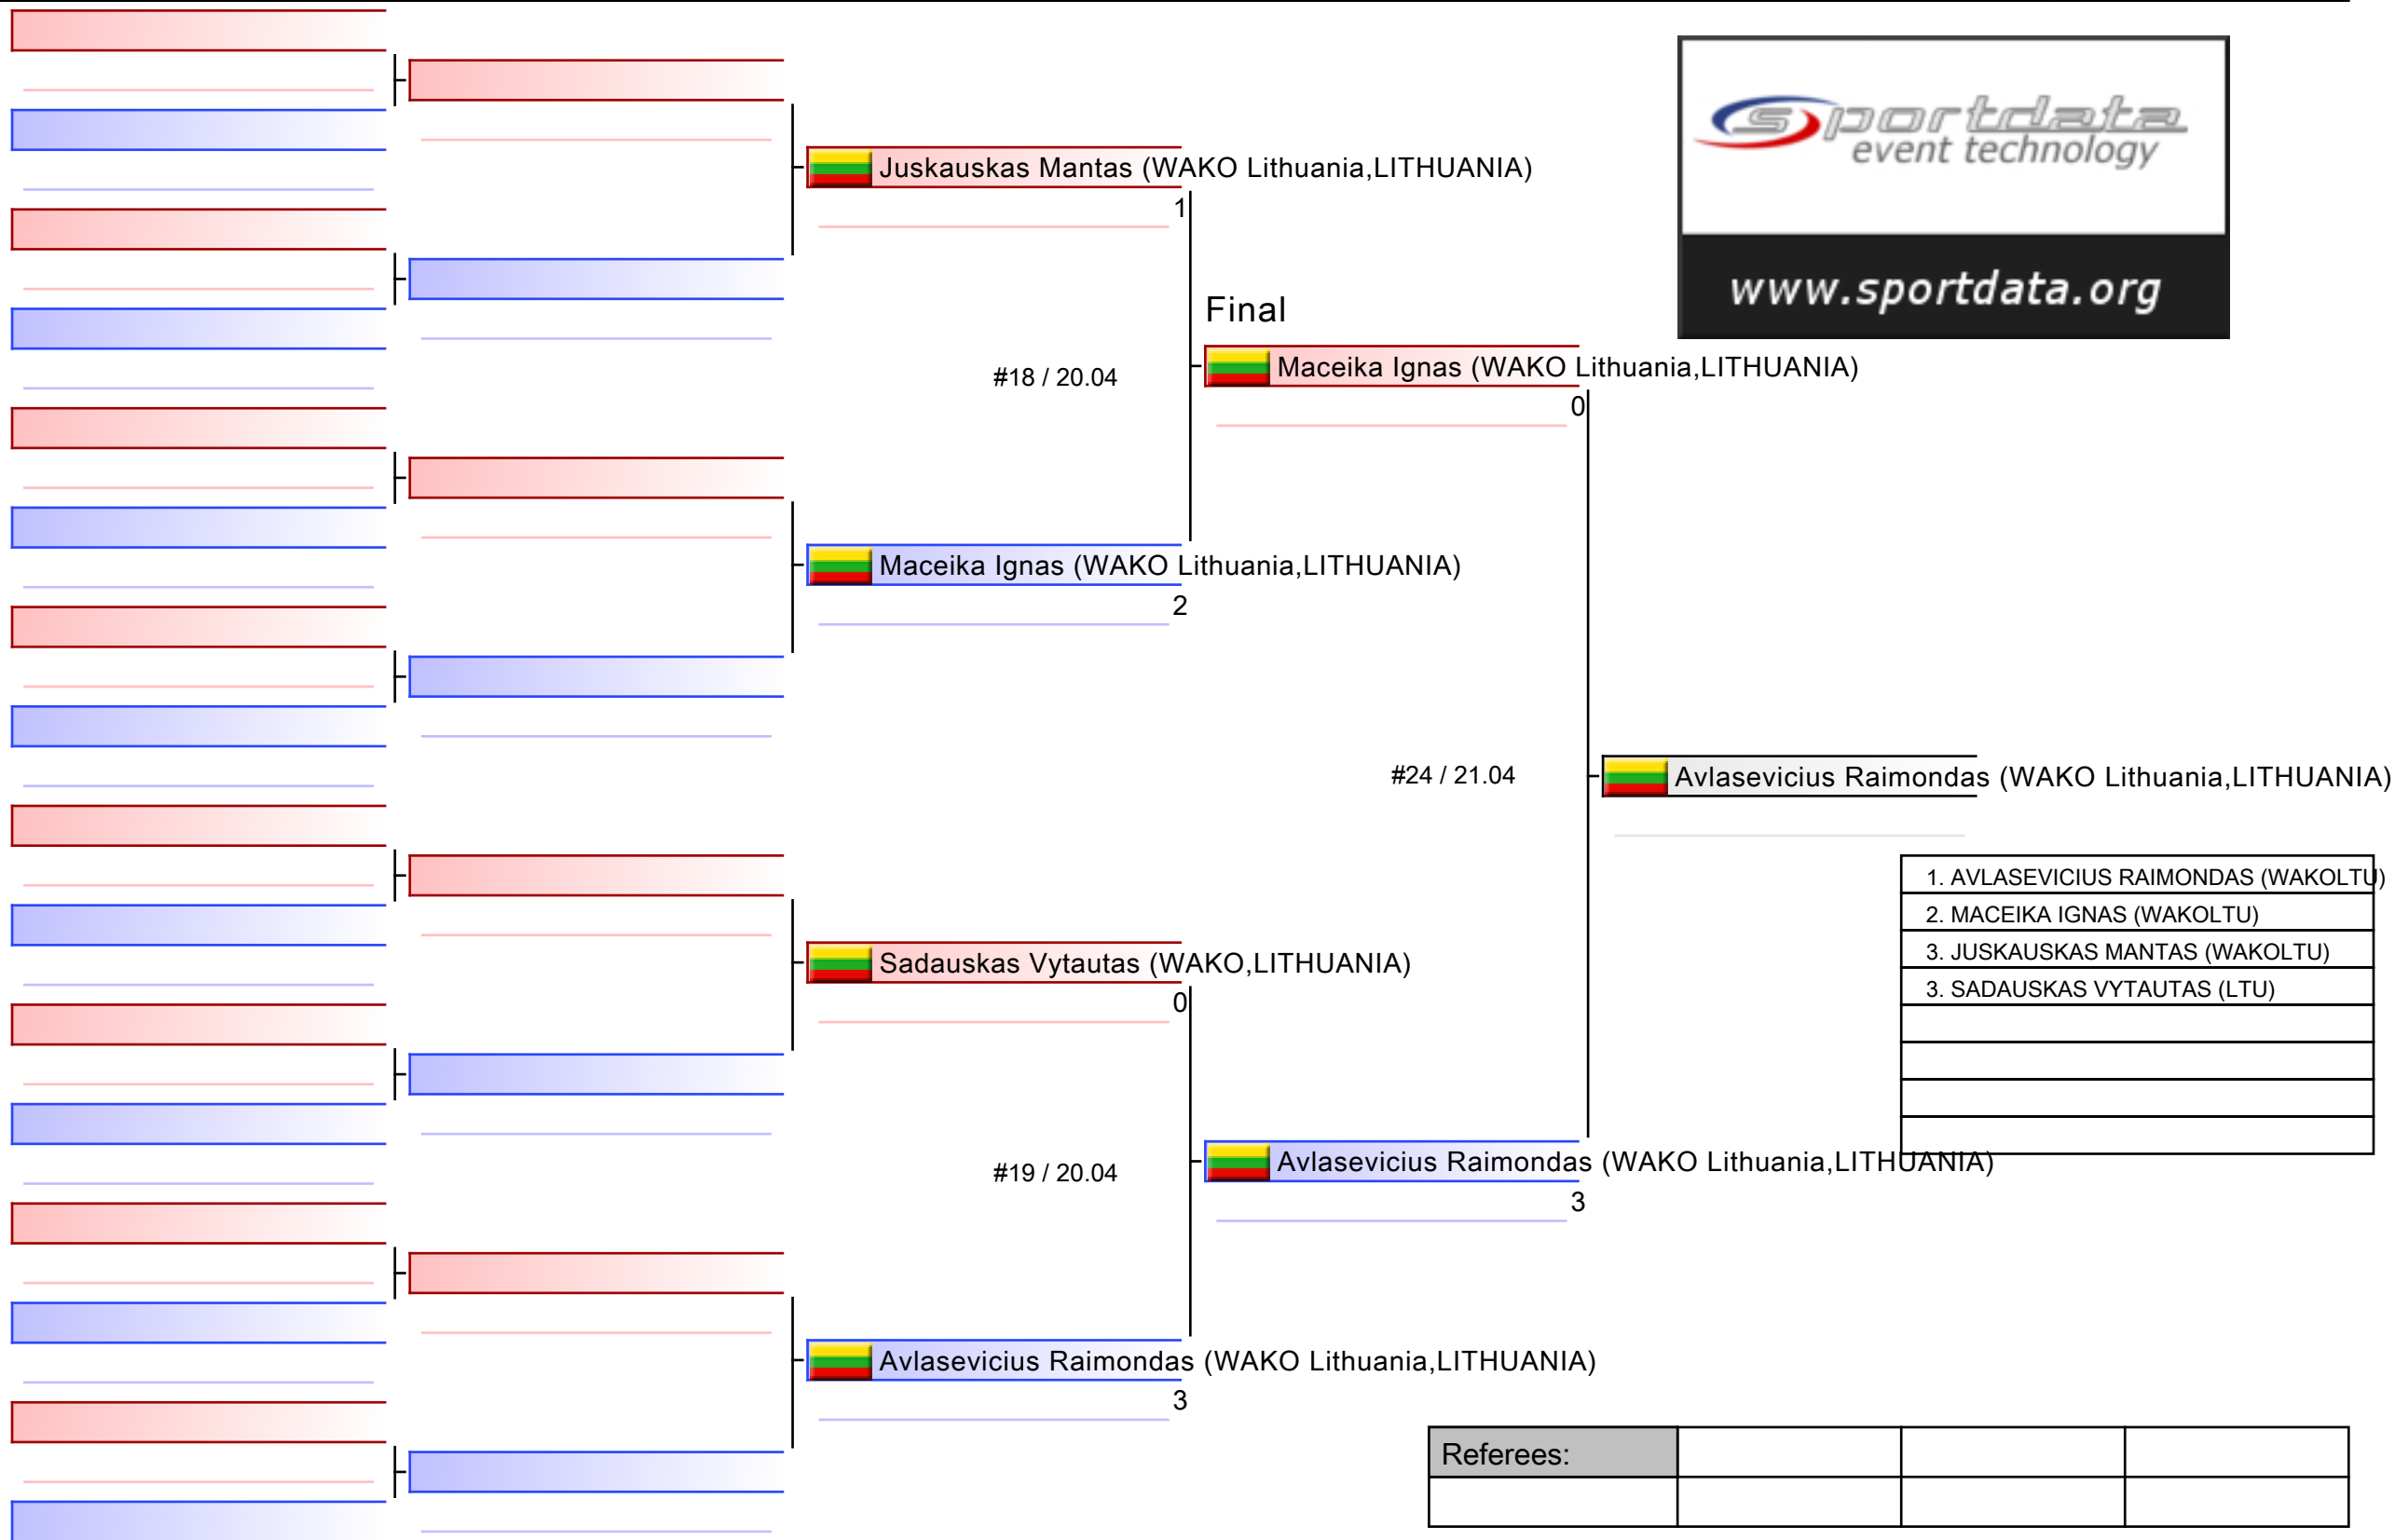 sportdata
event technology
www.sportdata.org
Juskauskas Mantas (WAKO Lithuania,LITHUANIA)
1
Final
#18 / 20.04
Maceika Ignas (WAKO Lithuania,LITHUANIA)
0
Maceika Ignas (WAKO Lithuania,LITHUANIA)
2
#24 / 21.04
Avlasevicius Raimondas (WAKO Lithuania,LITHUANIA)
1. AVLASEVICIUS RAIMONDAS (WAKOLTU)
2. MACEIKA IGNAS (WAKOLTU)
3. JUSKAUSKAS MANTAS (WAKOLTU)
3. SADAUSKAS VYTAUTAS (LTU)
Sadauskas Vytautas (WAKO,LITHUANIA)
0
#19 / 20.04
Avlasevicius Raimondas (WAKO Lithuania,LITHUANIA)
3
Avlasevicius Raimondas (WAKO Lithuania,LITHUANIA)
3
Referees: